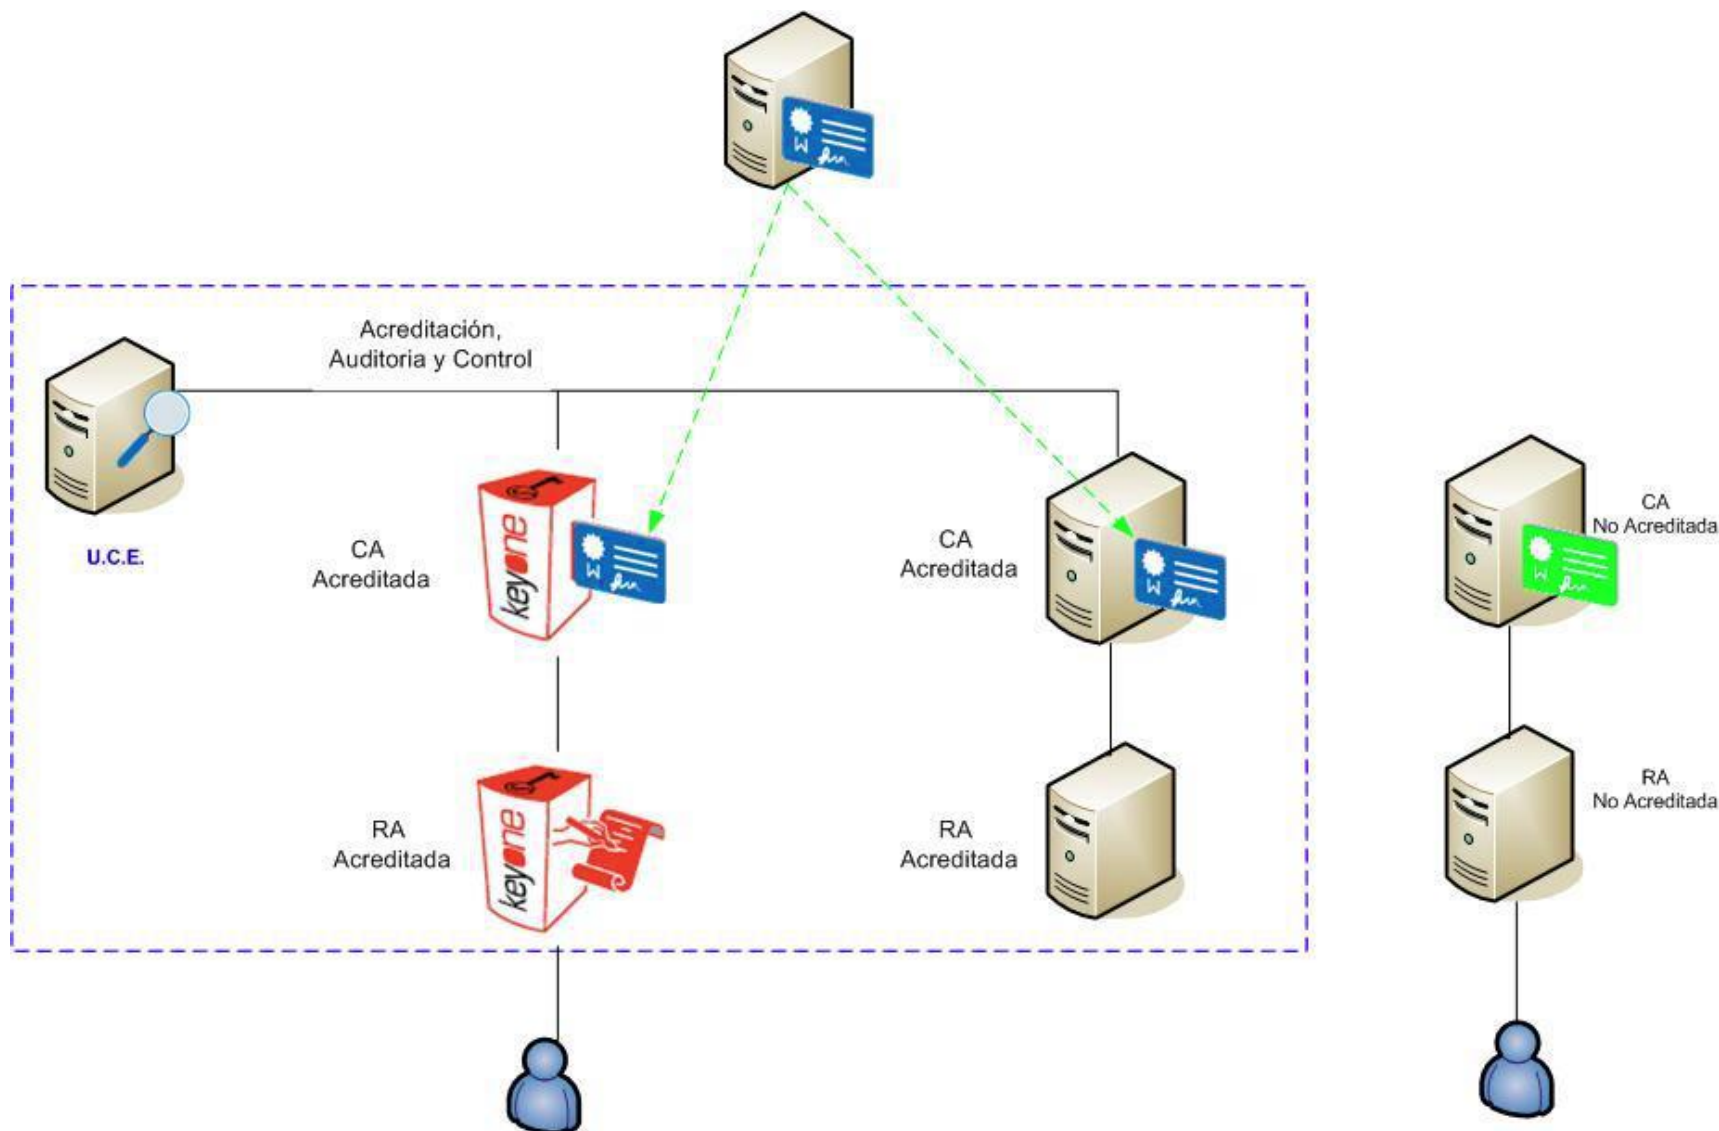 Acreditación,
Auditoria y Control
U.C.E.
CA
Acreditada
keyone
CA
Acreditada
CA
No Acreditada
RA
Acreditada
keyone
RA
Acreditada
RA
No Acreditada